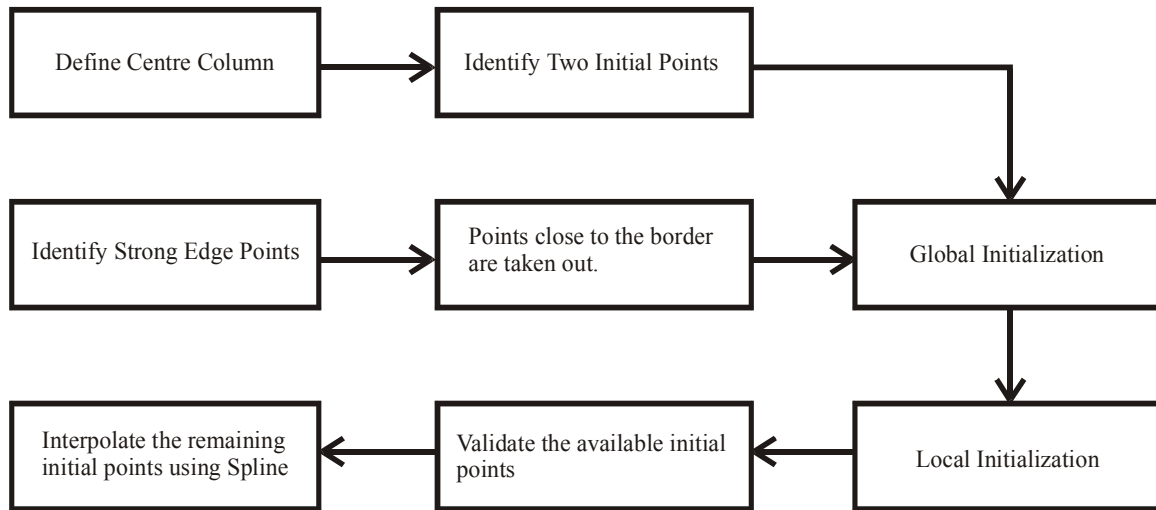 Define Centre Column
Identify Two Initial Points
Identify Strong Edge Points
Points close to the border
are taken out.
Global Initialization
Interpolate the remaining
initial points using Spline
Validate the available initial
points
Local Initialization